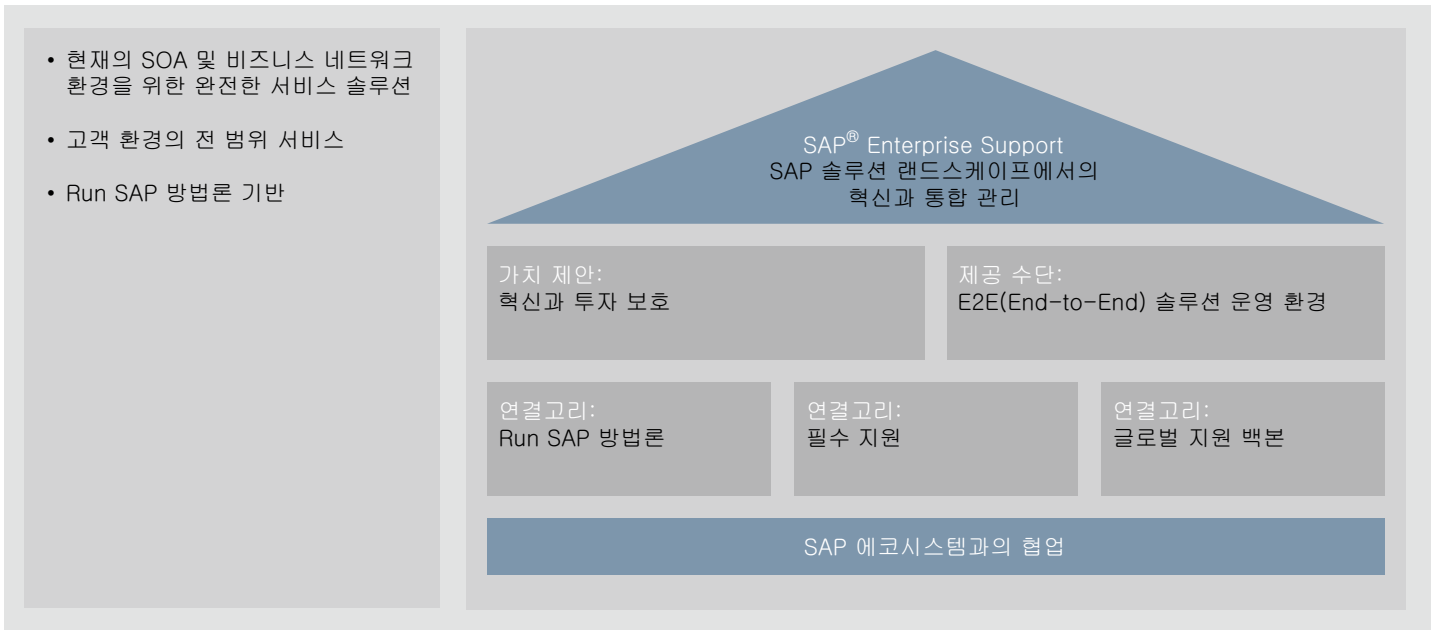 • 현재의 SOA 및 비즈니스 네트워크
환경을 위한 완전한 서비스 솔루션
• 고객 환경의 전 범위 서비스
• Run SAP 방법론 기반
SAP® Enterprise Support
SAP 솔루션 랜드스케이프에서의
혁신과 통합 관리
가치 제안:
혁신과 투자 보호
제공 수단:
E2E(End-to-End) 솔루션 운영 환경
연결고리:
Run SAP 방법론
연결고리:
필수 지원
연결고리:
글로벌 지원 백본
SAP 에코시스템과의 협업